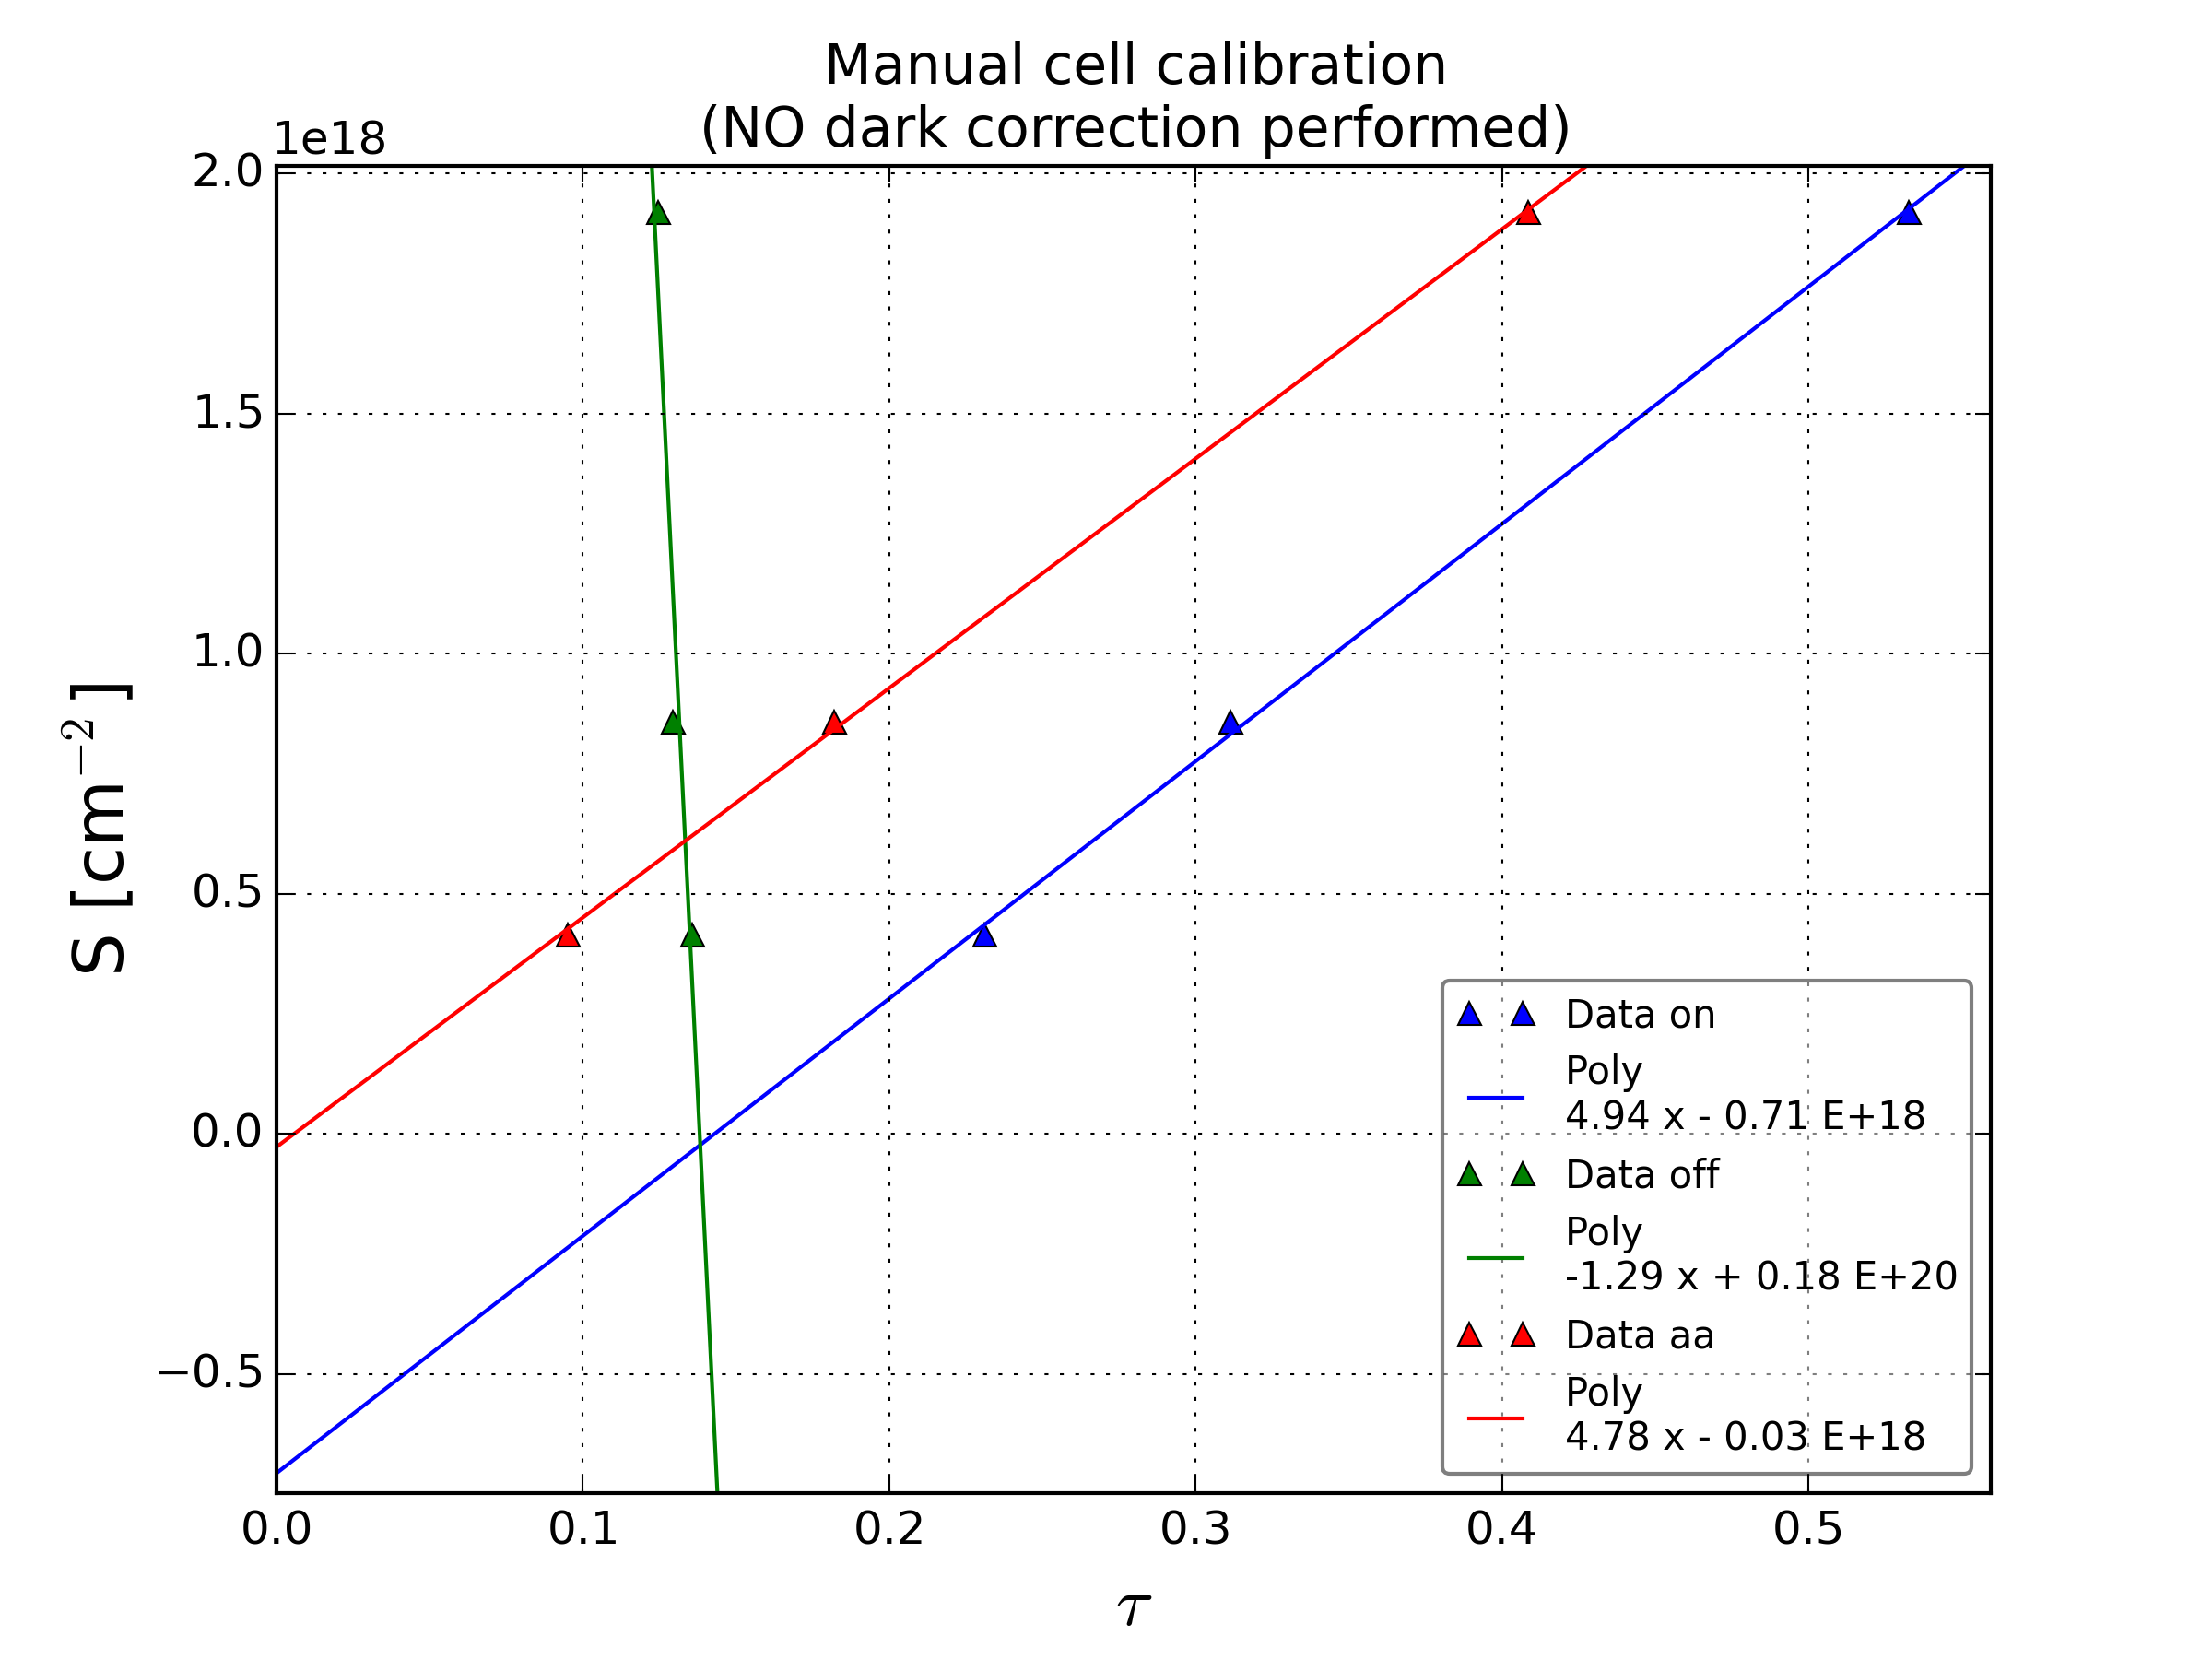 Manual cell calibration
(NO dark correction performed)
1e18
2.0
1.5
1.0
0.5
0.0
−0.5
S [cm⁻²]
0.0 0.1 0.2 0.3 0.4 0.5
τ
Data on
Poly
4.94 x - 0.71 E+18
Data off
Poly
-1.29 x + 0.18 E+20
Data aa
Poly
4.78 x - 0.03 E+18